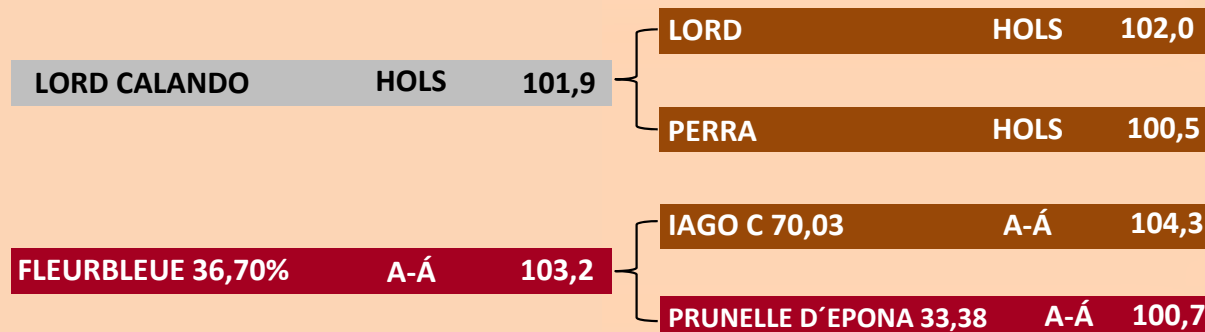 LORD HOLS 102,0
LORD CALANDO HOLS 101,9
PERRA HOLS 100,5
IAGO C 70,03 A-Á 104,3
FLEURBLEUE 36,70% A-Á 103,2
PRUNELLE D´EPONA 33,38 A-Á 100,7